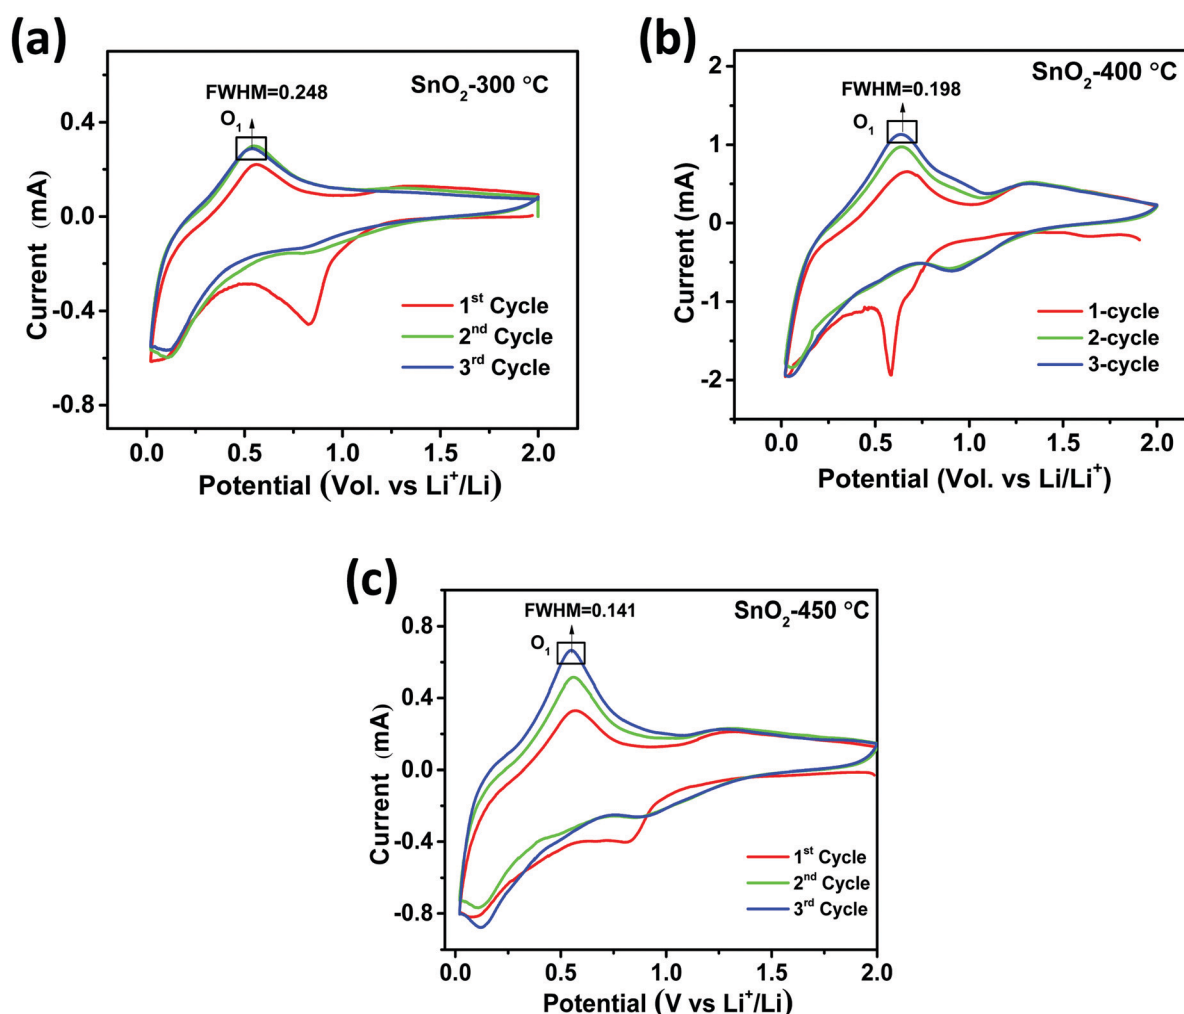 (a)
SnO2-300 °C
FWHM=0.248
O1
0.4
0.0
-0.4
-0.8
Current (mA)
1st Cycle
2nd Cycle
3rd Cycle
0.0 0.5 1.0 1.5 2.0
Potential (Vol. vs Li+/Li)
(b)
SnO2-400 °C
FWHM=0.198
O1
2
1
0
-1
-2
Current (mA)
1-cycle
2-cycle
3-cycle
0.0 0.5 1.0 1.5 2.0
Potential (Vol. vs Li/Li+)
(c)
SnO2-450 °C
FWHM=0.141
O1
0.8
0.4
0.0
-0.4
-0.8
Current (mA)
1st Cycle
2nd Cycle
3rd Cycle
0.0 0.5 1.0 1.5 2.0
Potential (V vs Li+/Li)